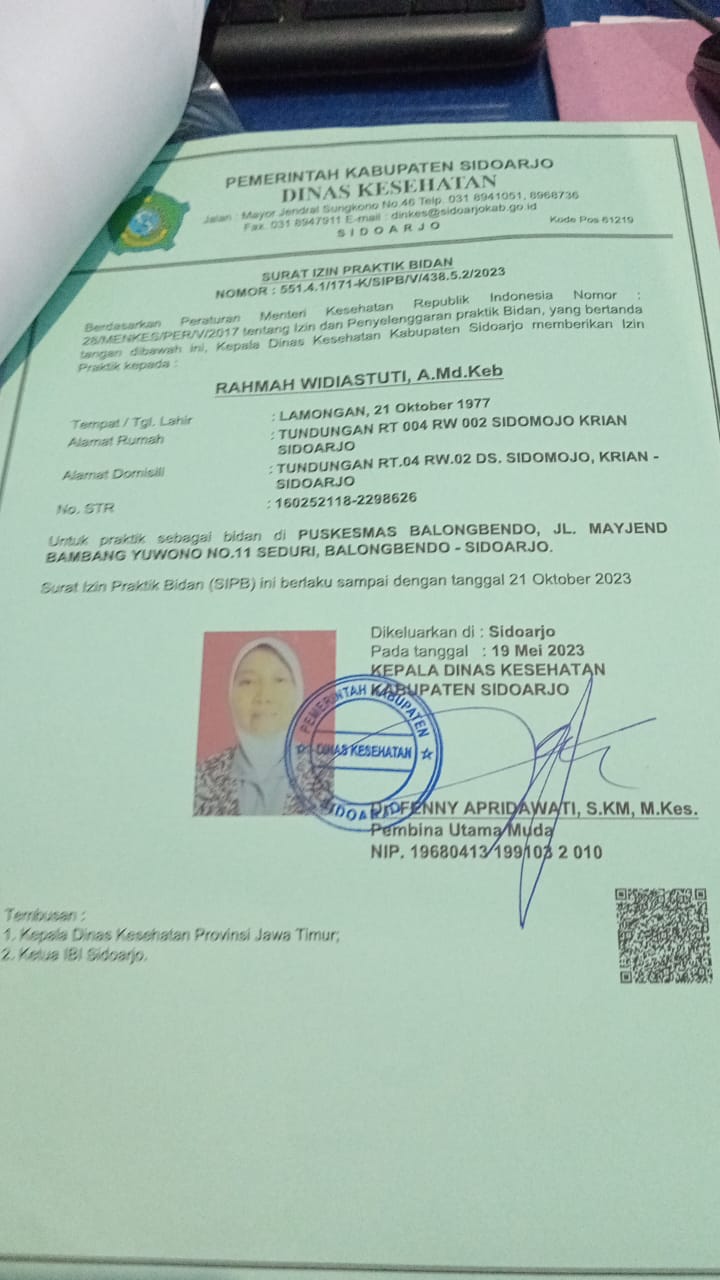 PEMERINTAH KABUPATEN SIDOARJO
DINAS KESEHATAN
Jalan : Mayor Jendral Sungkono No.46 Telp. 031 8941051, 8968736
Fax. 031 8947911 E-mail : dinkes@sidoarjokab.go.id
Kode Pos 61219
SIDOARJO
SURAT IZIN PRAKTIK BIDAN
NOMOR : 551.4.1/171-K/SIPB/V/438.5.2/2023
Berdasarkan Peraturan Menteri Kesehatan Republik Indonesia Nomor :
28/MENKES/PER/V/2017 tentang Izin dan Penyelenggaran praktik Bidan, yang bertanda
tangan dibawah ini, Kepala Dinas Kesehatan Kabupaten Sidoarjo memberikan Izin
Praktik kepada :
RAHMAH WIDIASTUTI, A.Md.Keb
Tempat / Tgl. Lahir : LAMONGAN, 21 Oktober 1977
Alamat Rumah : TUNDUNGAN RT 004 RW 002 SIDOMOJO KRIAN
SIDOARJO
Alamat Domisili : TUNDUNGAN RT.04 RW.02 DS. SIDOMOJO, KRIAN -
SIDOARJO
No. STR : 160252118-2298626
Untuk praktik sebagai bidan di PUSKESMAS BALONGBENDO, JL. MAYJEND
BAMBANG YUWONO NO.11 SEDURI, BALONGBENDO - SIDOARJO.
Surat Izin Praktik Bidan (SIPB) ini berlaku sampai dengan tanggal 21 Oktober 2023
Dikeluarkan di : Sidoarjo
Pada tanggal : 19 Mei 2023
KEPALA DINAS KESEHATAN
KABUPATEN SIDOARJO
PEMERINTAH KABUPATEN
DINAS KESEHATAN
SIDOARJO
FENNY APRIDAWATI, S.KM, M.Kes.
Pembina Utama Muda
NIP. 19680413 199103 2 010
Tembusan :
1. Kepala Dinas Kesehatan Provinsi Jawa Timur;
2. Ketua IBI Sidoarjo.